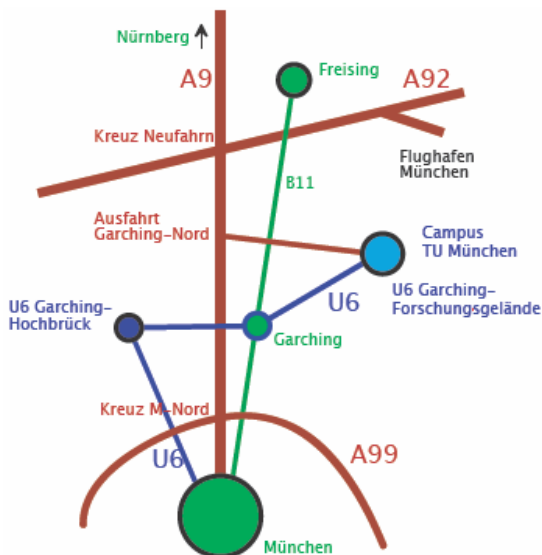 Nürnberg
Freising
A9
A92
Kreuz Neufahrn
Flughafen
München
B11
Ausfahrt
Garching-Nord
Campus
TU München
U6 Garching-
Forschungsgelände
U6
U6 Garching-
Hochbrück
Garching
Kreuz M-Nord
U6
A99
München